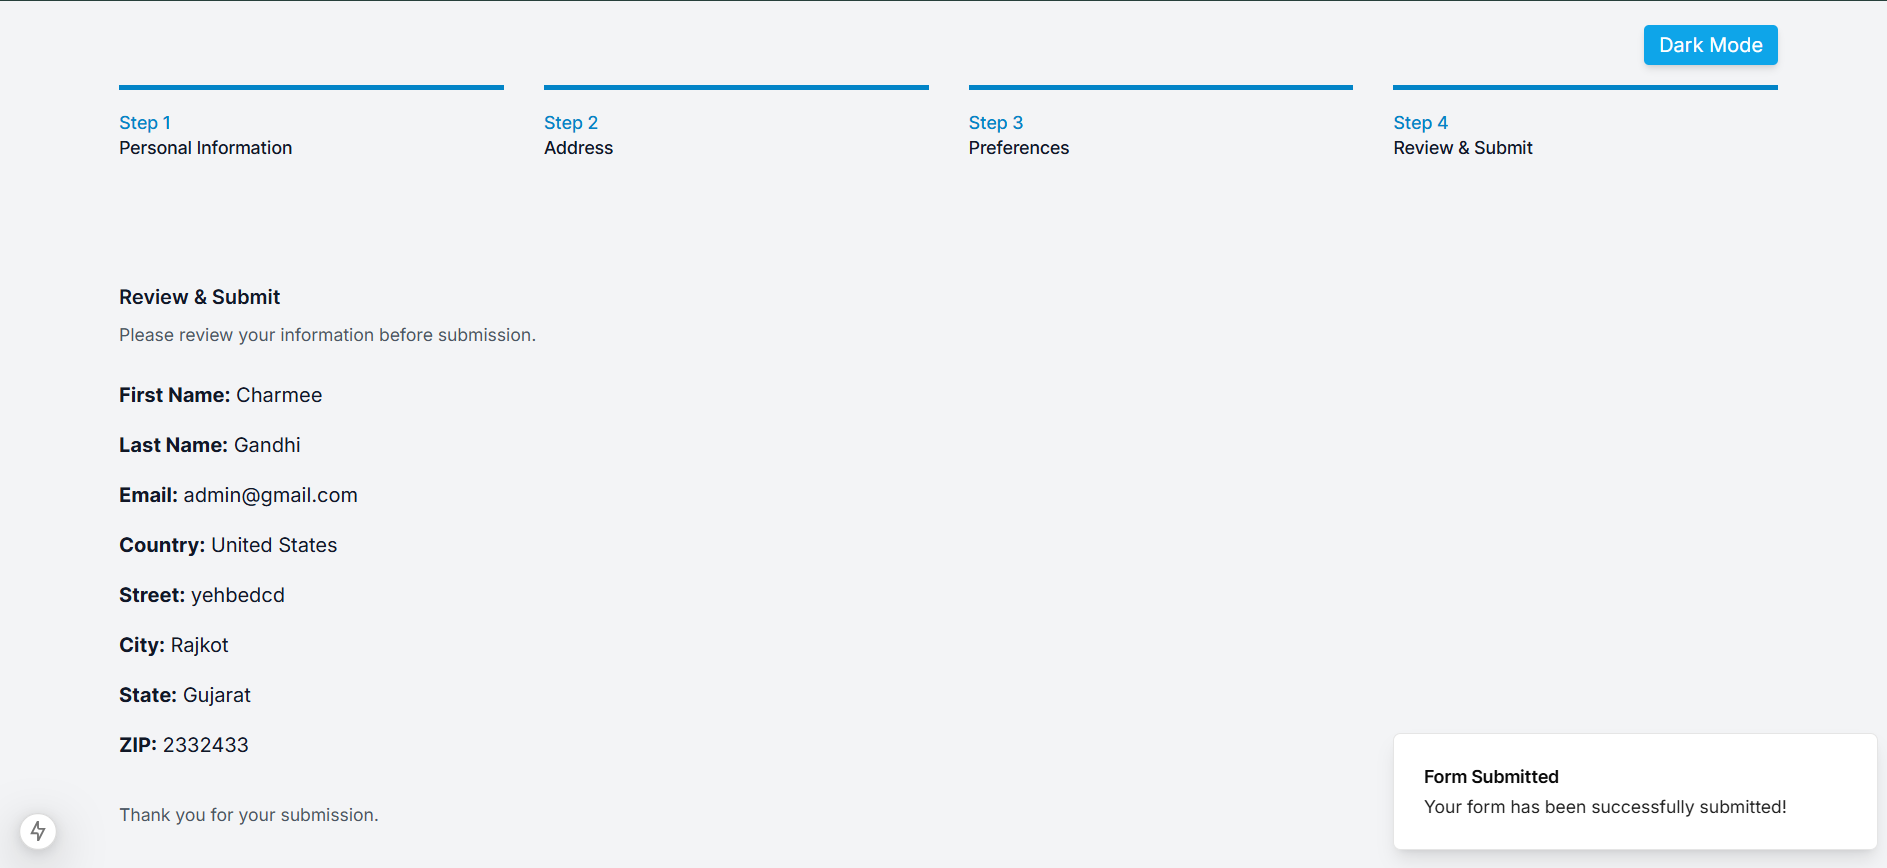 Dark Mode
Step 1
Personal Information
Step 2
Address
Step 3
Preferences
Step 4
Review & Submit
Review & Submit
Please review your information before submission.
First Name: Charmee
Last Name: Gandhi
Email: admin@gmail.com
Country: United States
Street: yehbedcd
City: Rajkot
State: Gujarat
ZIP: 2332433
Thank you for your submission.
Form Submitted
Your form has been successfully submitted!